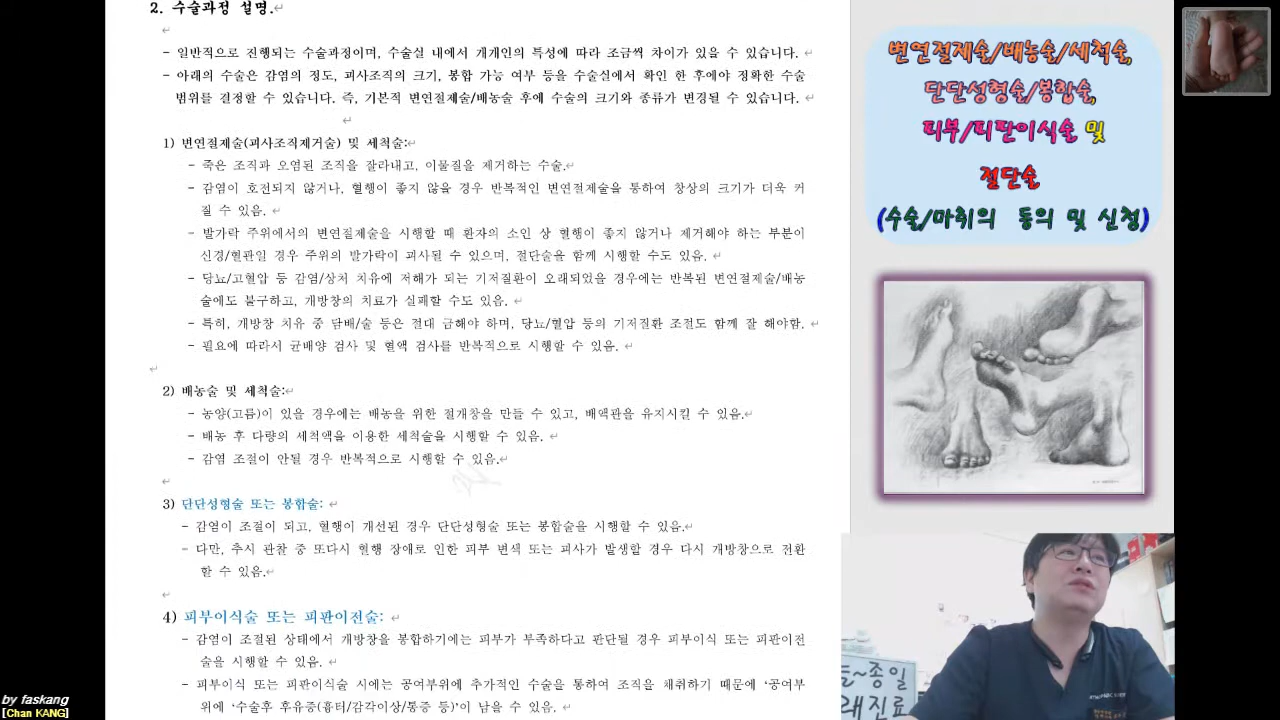 2. 수술과정 설명.
- 일반적으로 진행되는 수술과정이며, 수술실 내에서 개개인의 특성에 따라 조금씩 차이가 있을 수 있습니다.
- 아래의 수술은 감염의 정도, 괴사조직의 크기, 봉합 가능 여부 등을 수술실에서 확인 한 후에야 정확한 수술
범위를 결정할 수 있습니다. 즉, 기본적 변연절제술/배농술 후에 수술의 크기와 종류가 변경될 수 있습니다.
1) 변연절제술(괴사조직제거술) 및 세척술:
- 죽은 조직과 오염된 조직을 잘라내고, 이물질을 제거하는 수술.
- 감염이 호전되지 않거나, 혈행이 좋지 않을 경우 반복적인 변연절제술을 통하여 창상의 크기가 더욱 커
질 수 있음.
- 발가락 주위에서의 변연절제술을 시행할 때 환자의 소인 상 혈행이 좋지 않거나 제거해야 하는 부분이
신경/혈관일 경우 주위의 발가락이 괴사될 수 있으며, 절단술을 함께 시행할 수도 있음.
- 당뇨/고혈압 등 감염/상처 치유에 저해가 되는 기저질환이 오래되었을 경우에는 반복된 변연절제술/배농
술에도 불구하고, 개방창의 치료가 실패할 수도 있음.
- 특히, 개방창 치유 중 담배/술 등은 절대 금해야 하며, 당뇨/혈압 등의 기저질환 조절도 함께 잘 해야함.
- 필요에 따라서 균배양 검사 및 혈액 검사를 반복적으로 시행할 수 있음.
2) 배농술 및 세척술:
- 농양(고름)이 있을 경우에는 배농을 위한 절개창을 만들 수 있고, 배액관을 유지시킬 수 있음.
- 배농 후 다량의 세척액을 이용한 세척술을 시행할 수 있음.
- 감염 조절이 안될 경우 반복적으로 시행할 수 있음.
3) 단단성형술 또는 봉합술:
- 감염이 조절이 되고, 혈행이 개선된 경우 단단성형술 또는 봉합술을 시행할 수 있음.
- 다만, 추시 관찰 중 또다시 혈행 장애로 인한 피부 변색 또는 괴사가 발생할 경우 다시 개방창으로 전환
할 수 있음.
4) 피부이식술 또는 피판이전술:
- 감염이 조절된 상태에서 개방창을 봉합하기에는 피부가 부족하다고 판단될 경우 피부이식 또는 피판이전
술을 시행할 수 있음.
- 피부이식 또는 피판이식술 시에는 공여부위에 추가적인 수술을 통하여 조직을 채취하기 때문에 ‘공여부
위에 ‘수술후 후유증(흉터/감각이상/통증 등)’이 남을 수 있음.
변연절제술/배농술/세척술,
단단성형술/봉합술,
피부/피판이식술 및
절단술
(수술/마취의 동의 및 신청)
늘~종일
래진료
by faskang
[Chan KANG]